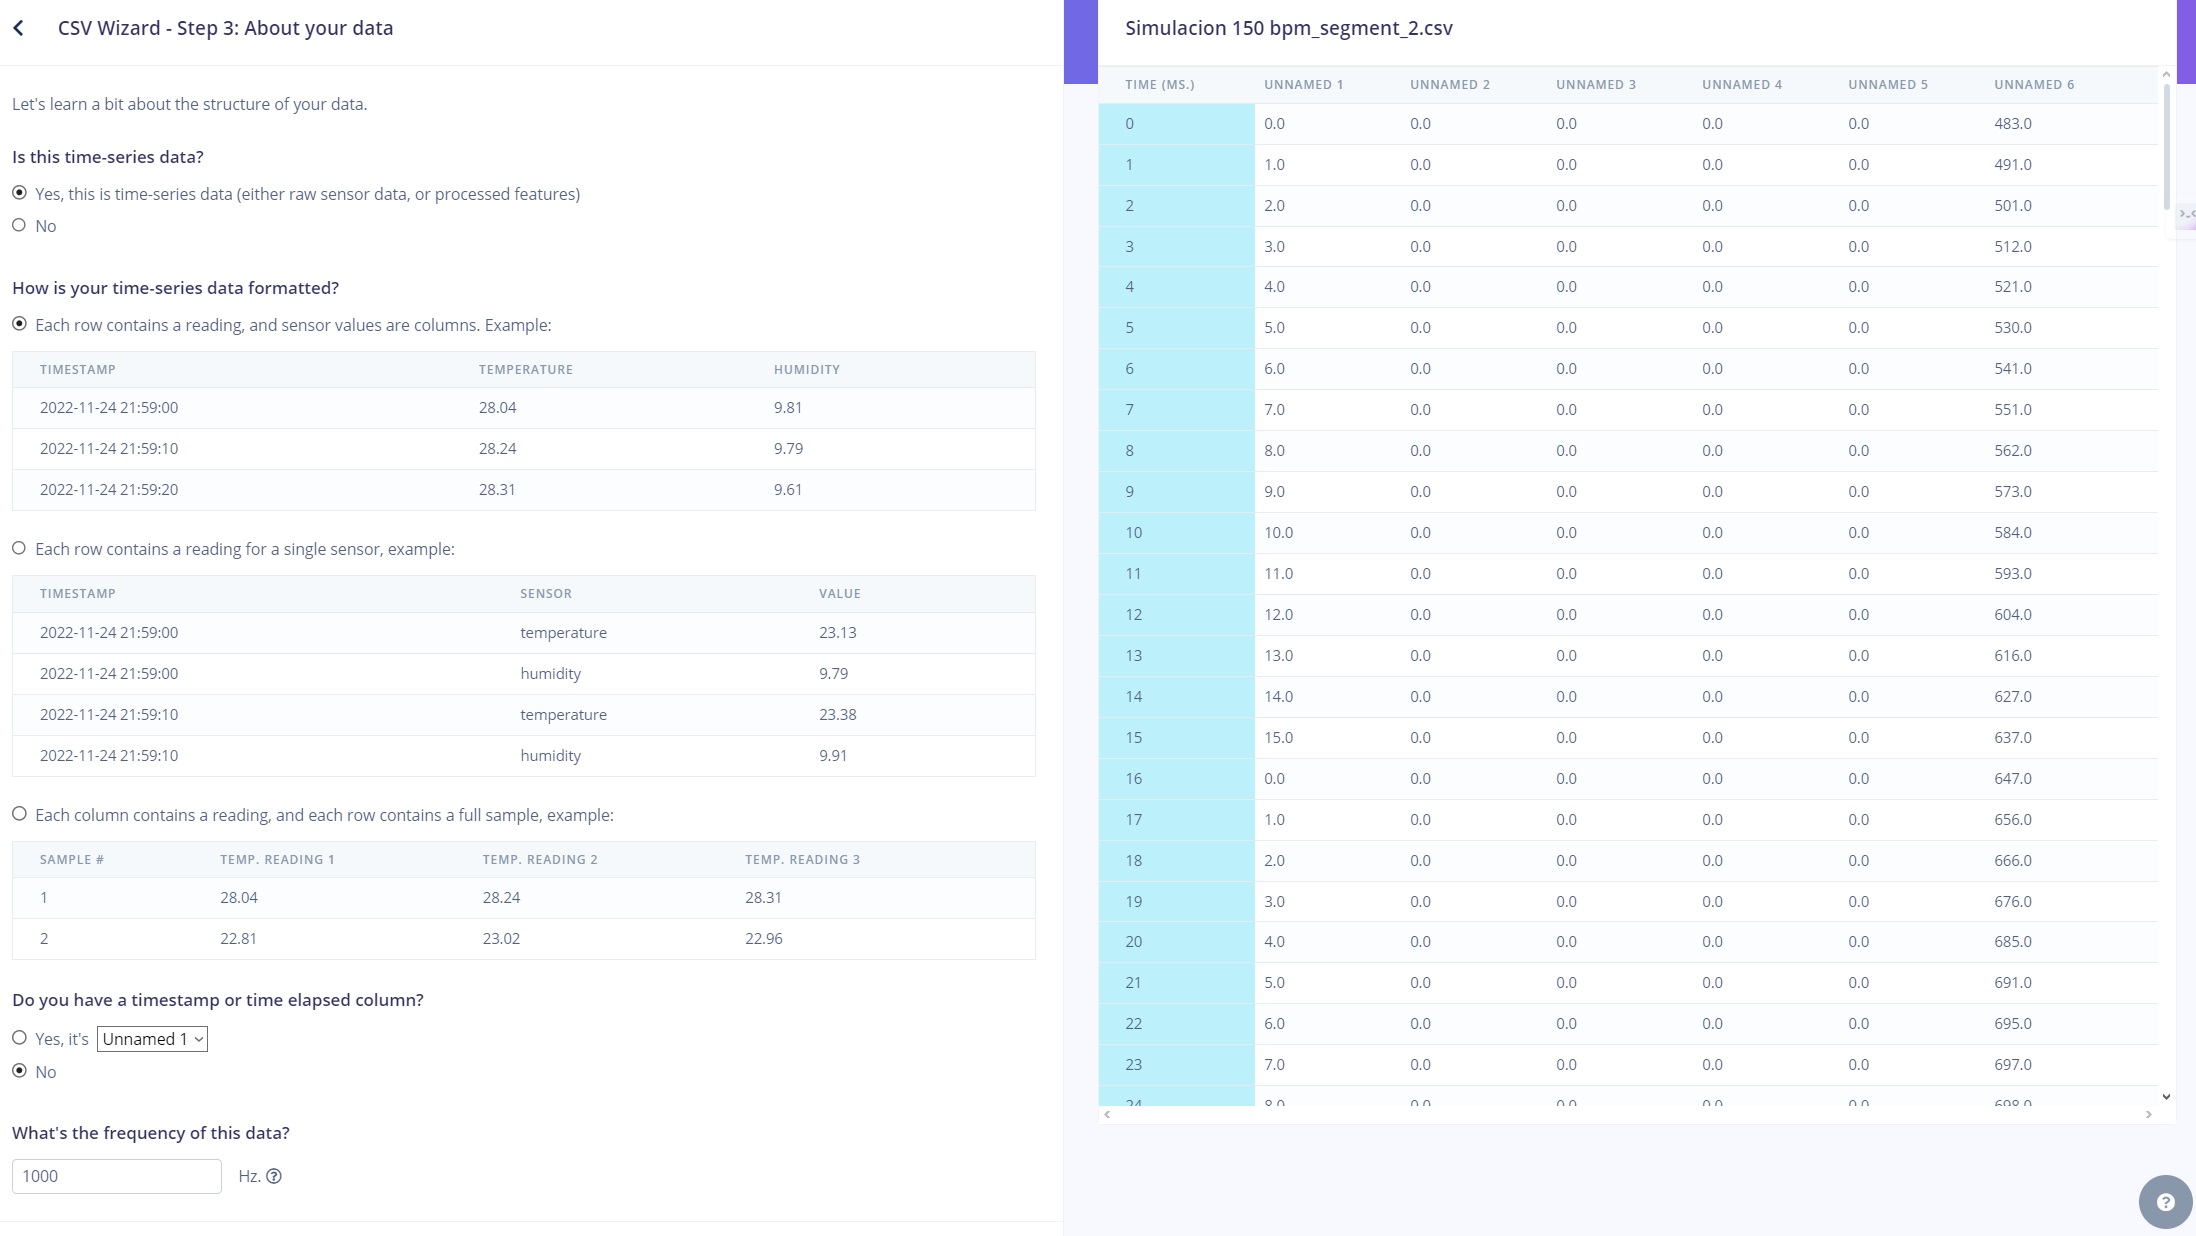 CSV Wizard - Step 3: About your data
Let's learn a bit about the structure of your data.
Is this time-series data?
Yes, this is time-series data (either raw sensor data, or processed features)
No
How is your time-series data formatted?
Each row contains a reading, and sensor values are columns. Example:
TIMESTAMP TEMPERATURE HUMIDITY
2022-11-24 21:59:00 28.04 9.81
2022-11-24 21:59:10 28.24 9.79
2022-11-24 21:59:20 28.31 9.61
Each row contains a reading for a single sensor, example:
TIMESTAMP SENSOR VALUE
2022-11-24 21:59:00 temperature 23.13
2022-11-24 21:59:00 humidity 9.79
2022-11-24 21:59:10 temperature 23.38
2022-11-24 21:59:10 humidity 9.91
Each column contains a reading, and each row contains a full sample, example:
SAMPLE # TEMP. READING 1 TEMP. READING 2 TEMP. READING 3
1 28.04 28.24 28.31
2 22.81 23.02 22.96
Do you have a timestamp or time elapsed column?
Yes, it's Unnamed 1
No
What's the frequency of this data?
1000 Hz. ?
Simulacion 150 bpm_segment_2.csv
TIME (MS.) UNNAMED 1 UNNAMED 2 UNNAMED 3 UNNAMED 4 UNNAMED 5 UNNAMED 6
0 0.0 0.0 0.0 0.0 0.0 483.0
1 1.0 0.0 0.0 0.0 0.0 491.0
2 2.0 0.0 0.0 0.0 0.0 501.0
3 3.0 0.0 0.0 0.0 0.0 512.0
4 4.0 0.0 0.0 0.0 0.0 521.0
5 5.0 0.0 0.0 0.0 0.0 530.0
6 6.0 0.0 0.0 0.0 0.0 541.0
7 7.0 0.0 0.0 0.0 0.0 551.0
8 8.0 0.0 0.0 0.0 0.0 562.0
9 9.0 0.0 0.0 0.0 0.0 573.0
10 10.0 0.0 0.0 0.0 0.0 584.0
11 11.0 0.0 0.0 0.0 0.0 593.0
12 12.0 0.0 0.0 0.0 0.0 604.0
13 13.0 0.0 0.0 0.0 0.0 616.0
14 14.0 0.0 0.0 0.0 0.0 627.0
15 15.0 0.0 0.0 0.0 0.0 637.0
16 0.0 0.0 0.0 0.0 0.0 647.0
17 1.0 0.0 0.0 0.0 0.0 656.0
18 2.0 0.0 0.0 0.0 0.0 666.0
19 3.0 0.0 0.0 0.0 0.0 676.0
20 4.0 0.0 0.0 0.0 0.0 685.0
21 5.0 0.0 0.0 0.0 0.0 691.0
22 6.0 0.0 0.0 0.0 0.0 695.0
23 7.0 0.0 0.0 0.0 0.0 697.0
24 8.0 0.0 0.0 0.0 0.0 698.0
?